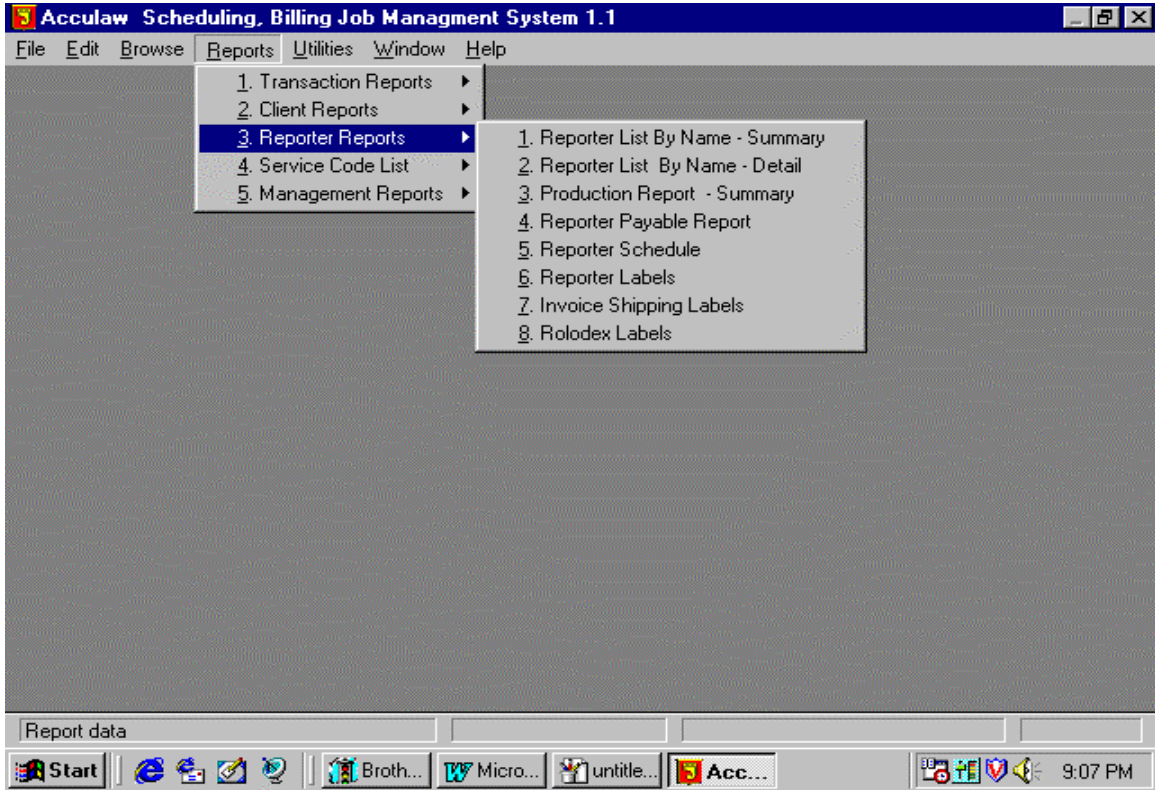 Acculaw Scheduling, Billing Job Managment System 1.1
File Edit Browse Reports Utilities Window Help
1. Transaction Reports
2. Client Reports
3. Reporter Reports
4. Service Code List
5. Management Reports
1. Reporter List By Name - Summary
2. Reporter List By Name - Detail
3. Production Report - Summary
4. Reporter Payable Report
5. Reporter Schedule
6. Reporter Labels
7. Invoice Shipping Labels
8. Rolodex Labels
Report data
Start Broth... Micro... untitle... Acc... 9:07 PM